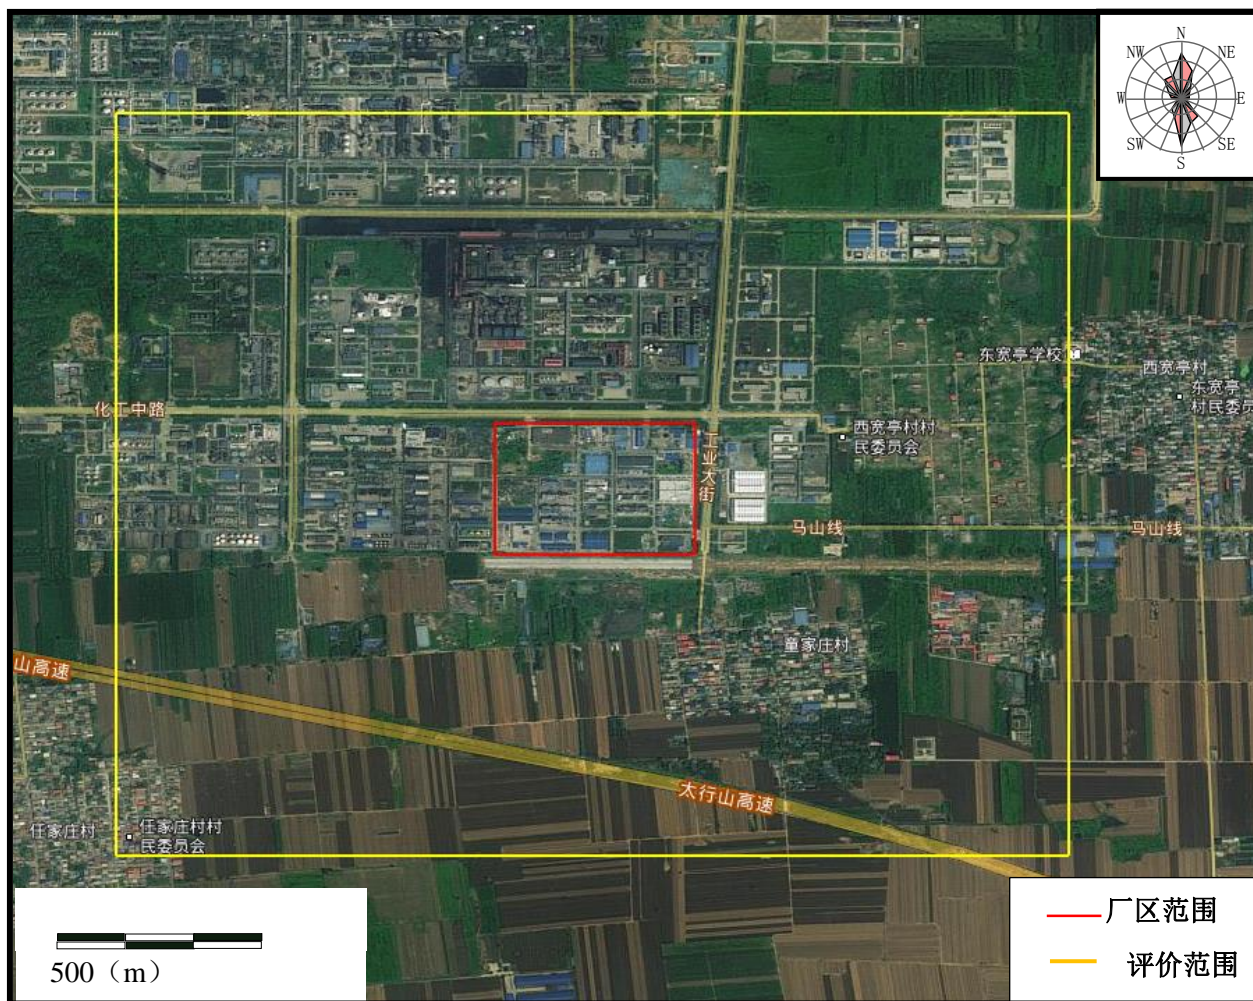 N
NW
NE
W
E
SW
SE
S
东宽亭学校
西宽亭村
东宽亭
村民委员
化工中路
西宽亭村村
民委员会
工业大街
马山线
马山线
童家庄村
山高速
太行山高速
任家庄村
任家庄村村
民委员会
500（m）
厂区范围
评价范围